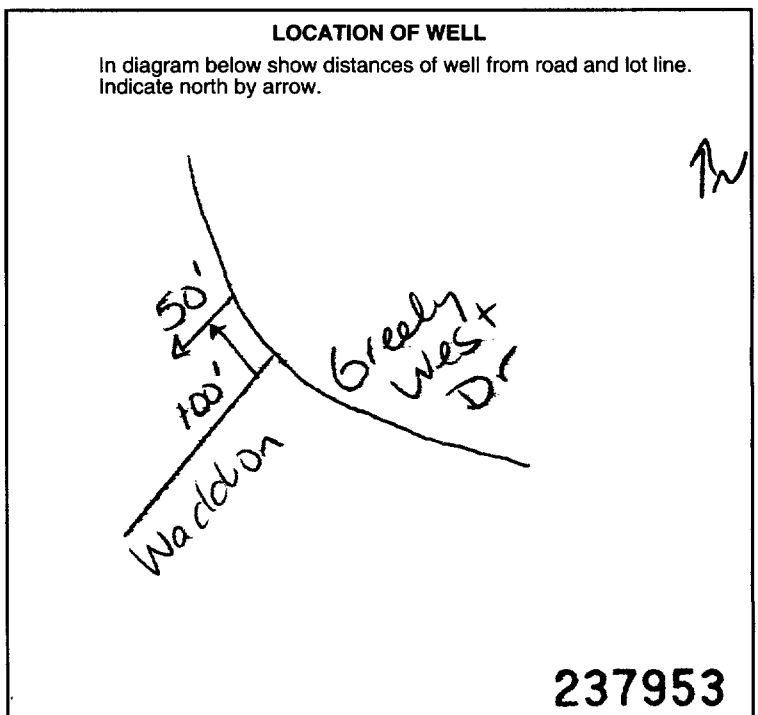 LOCATION OF WELL
In diagram below show distances of well from road and lot line.
Indicate north by arrow.
N
50'
100'
Greely
West
Dr
Waddon
237953